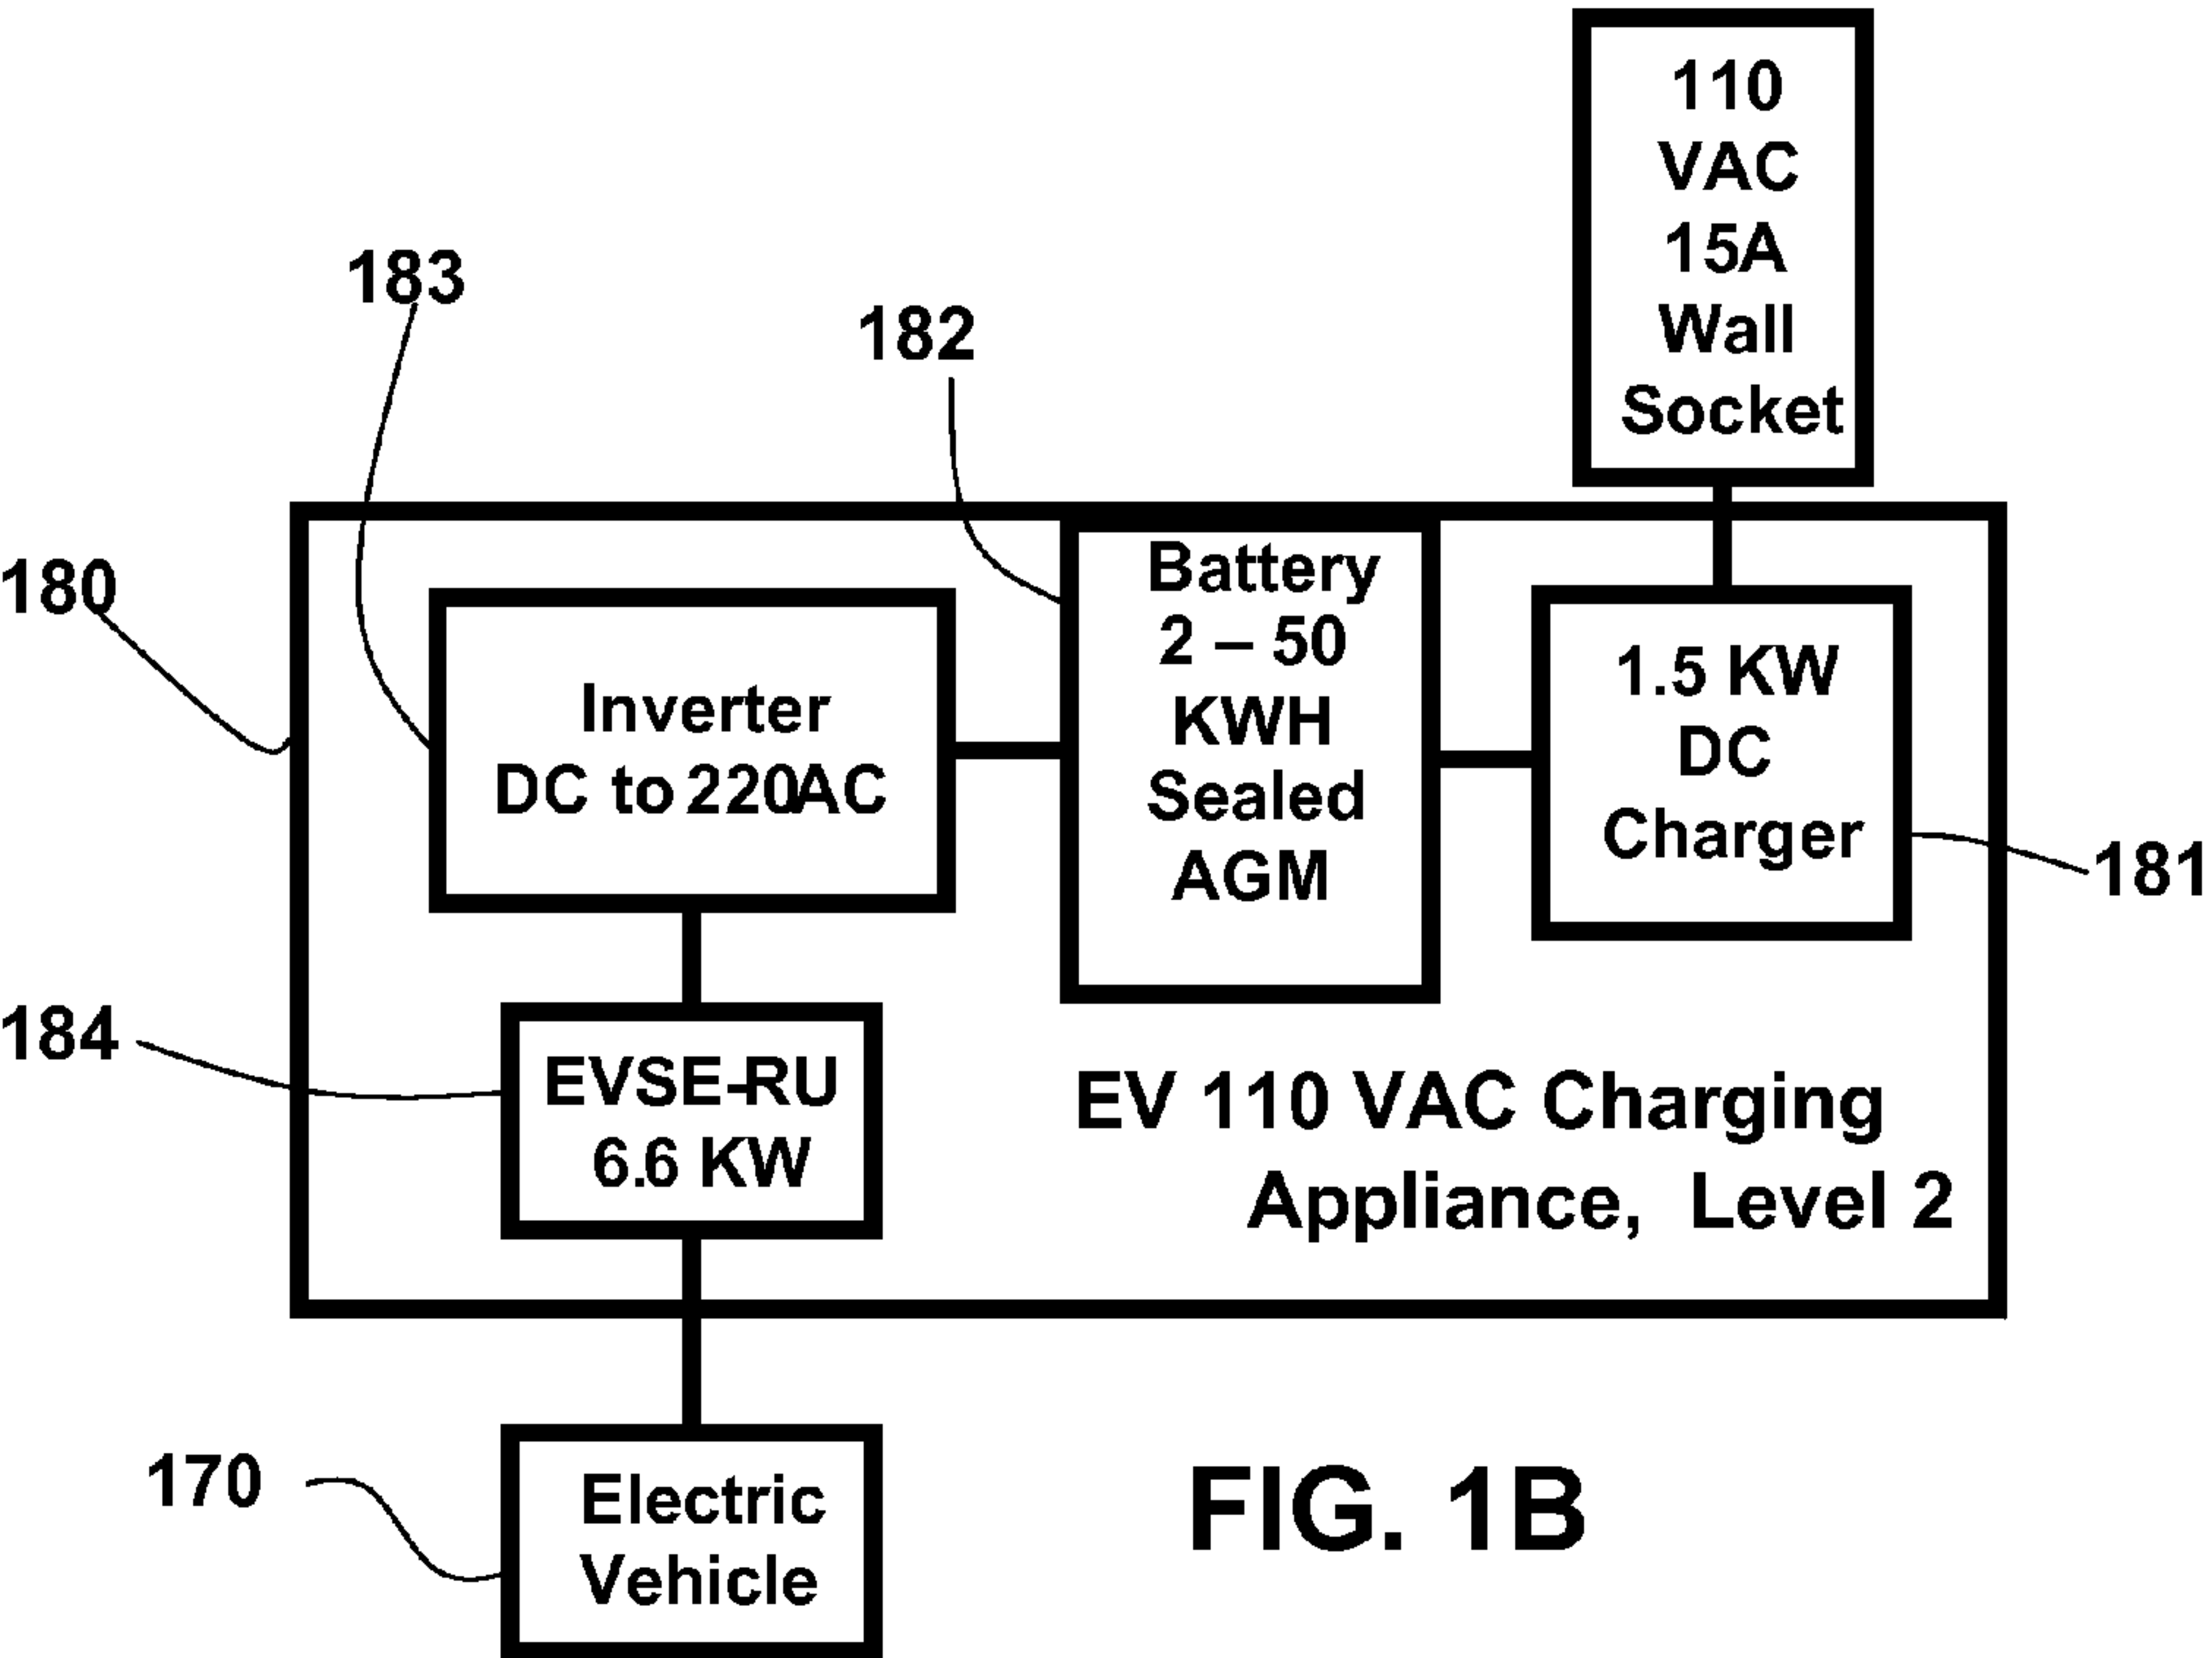 110
VAC
15A
Wall
Socket
183
182
180
Battery
2 – 50
KWH
Sealed
AGM
Inverter
DC to 220AC
1.5 KW
DC
Charger
181
184
EVSE-RU
6.6 KW
EV 110 VAC Charging
Appliance, Level 2
170
Electric
Vehicle
FIG. 1B